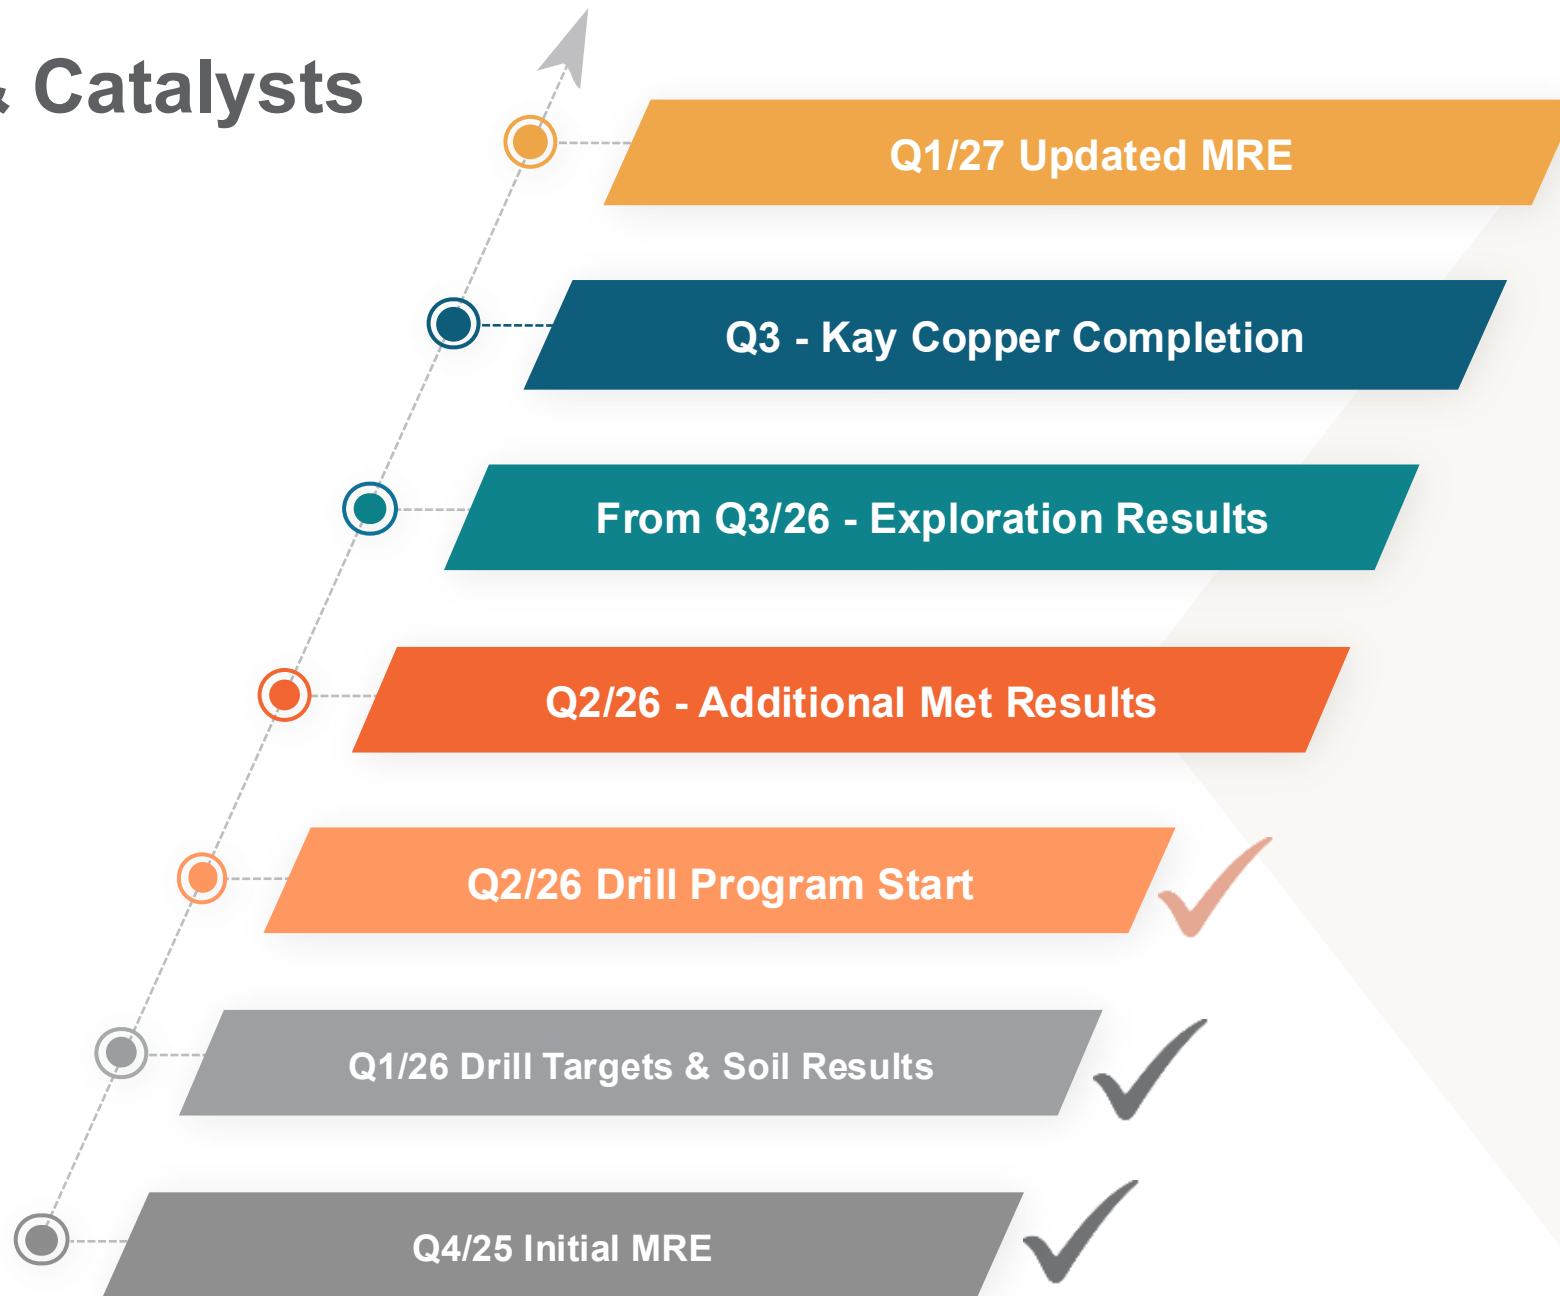 & Catalysts
Q1/27 Updated MRE
Q3 - Kay Copper Completion
From Q3/26 - Exploration Results
Q2/26 - Additional Met Results
Q2/26 Drill Program Start
Q1/26 Drill Targets & Soil Results
Q4/25 Initial MRE